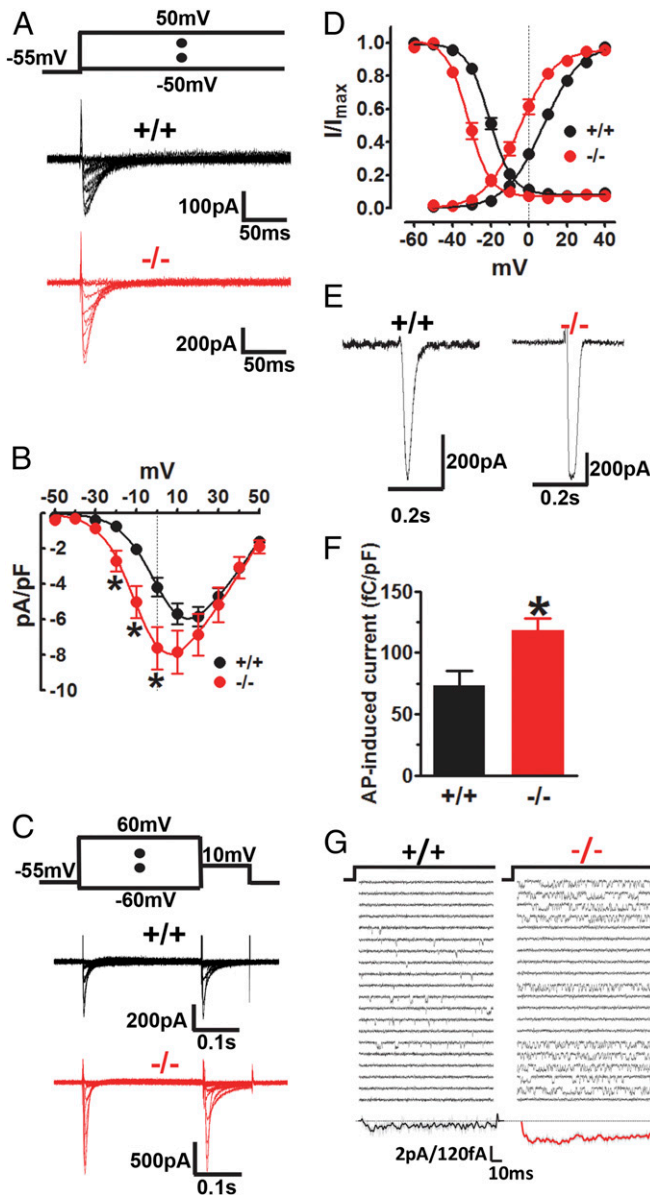 A
50mV
-55mV
-50mV
+/+
100pA
50ms
-/-
200pA
50ms
B
mV
-50 -30 -10 10 30 50
pA/pF
-2
-4
-6
-8
-10
* * *
+/+
-/-
C
60mV
-55mV
10mV
-60mV
+/+
200pA
0.1s
-/-
500pA
0.1s
D
I/Imax
1.0
0.8
0.6
0.4
0.2
0.0
+/+
-/-
-60 -40 -20 0 20 40
mV
E
+/+ -/-
200pA 200pA
0.2s 0.2s
F
AP-induced current (fC/pF)
150
100
50
0
*
+/+ -/-
G
+/+ -/-
2pA/120fA
10ms